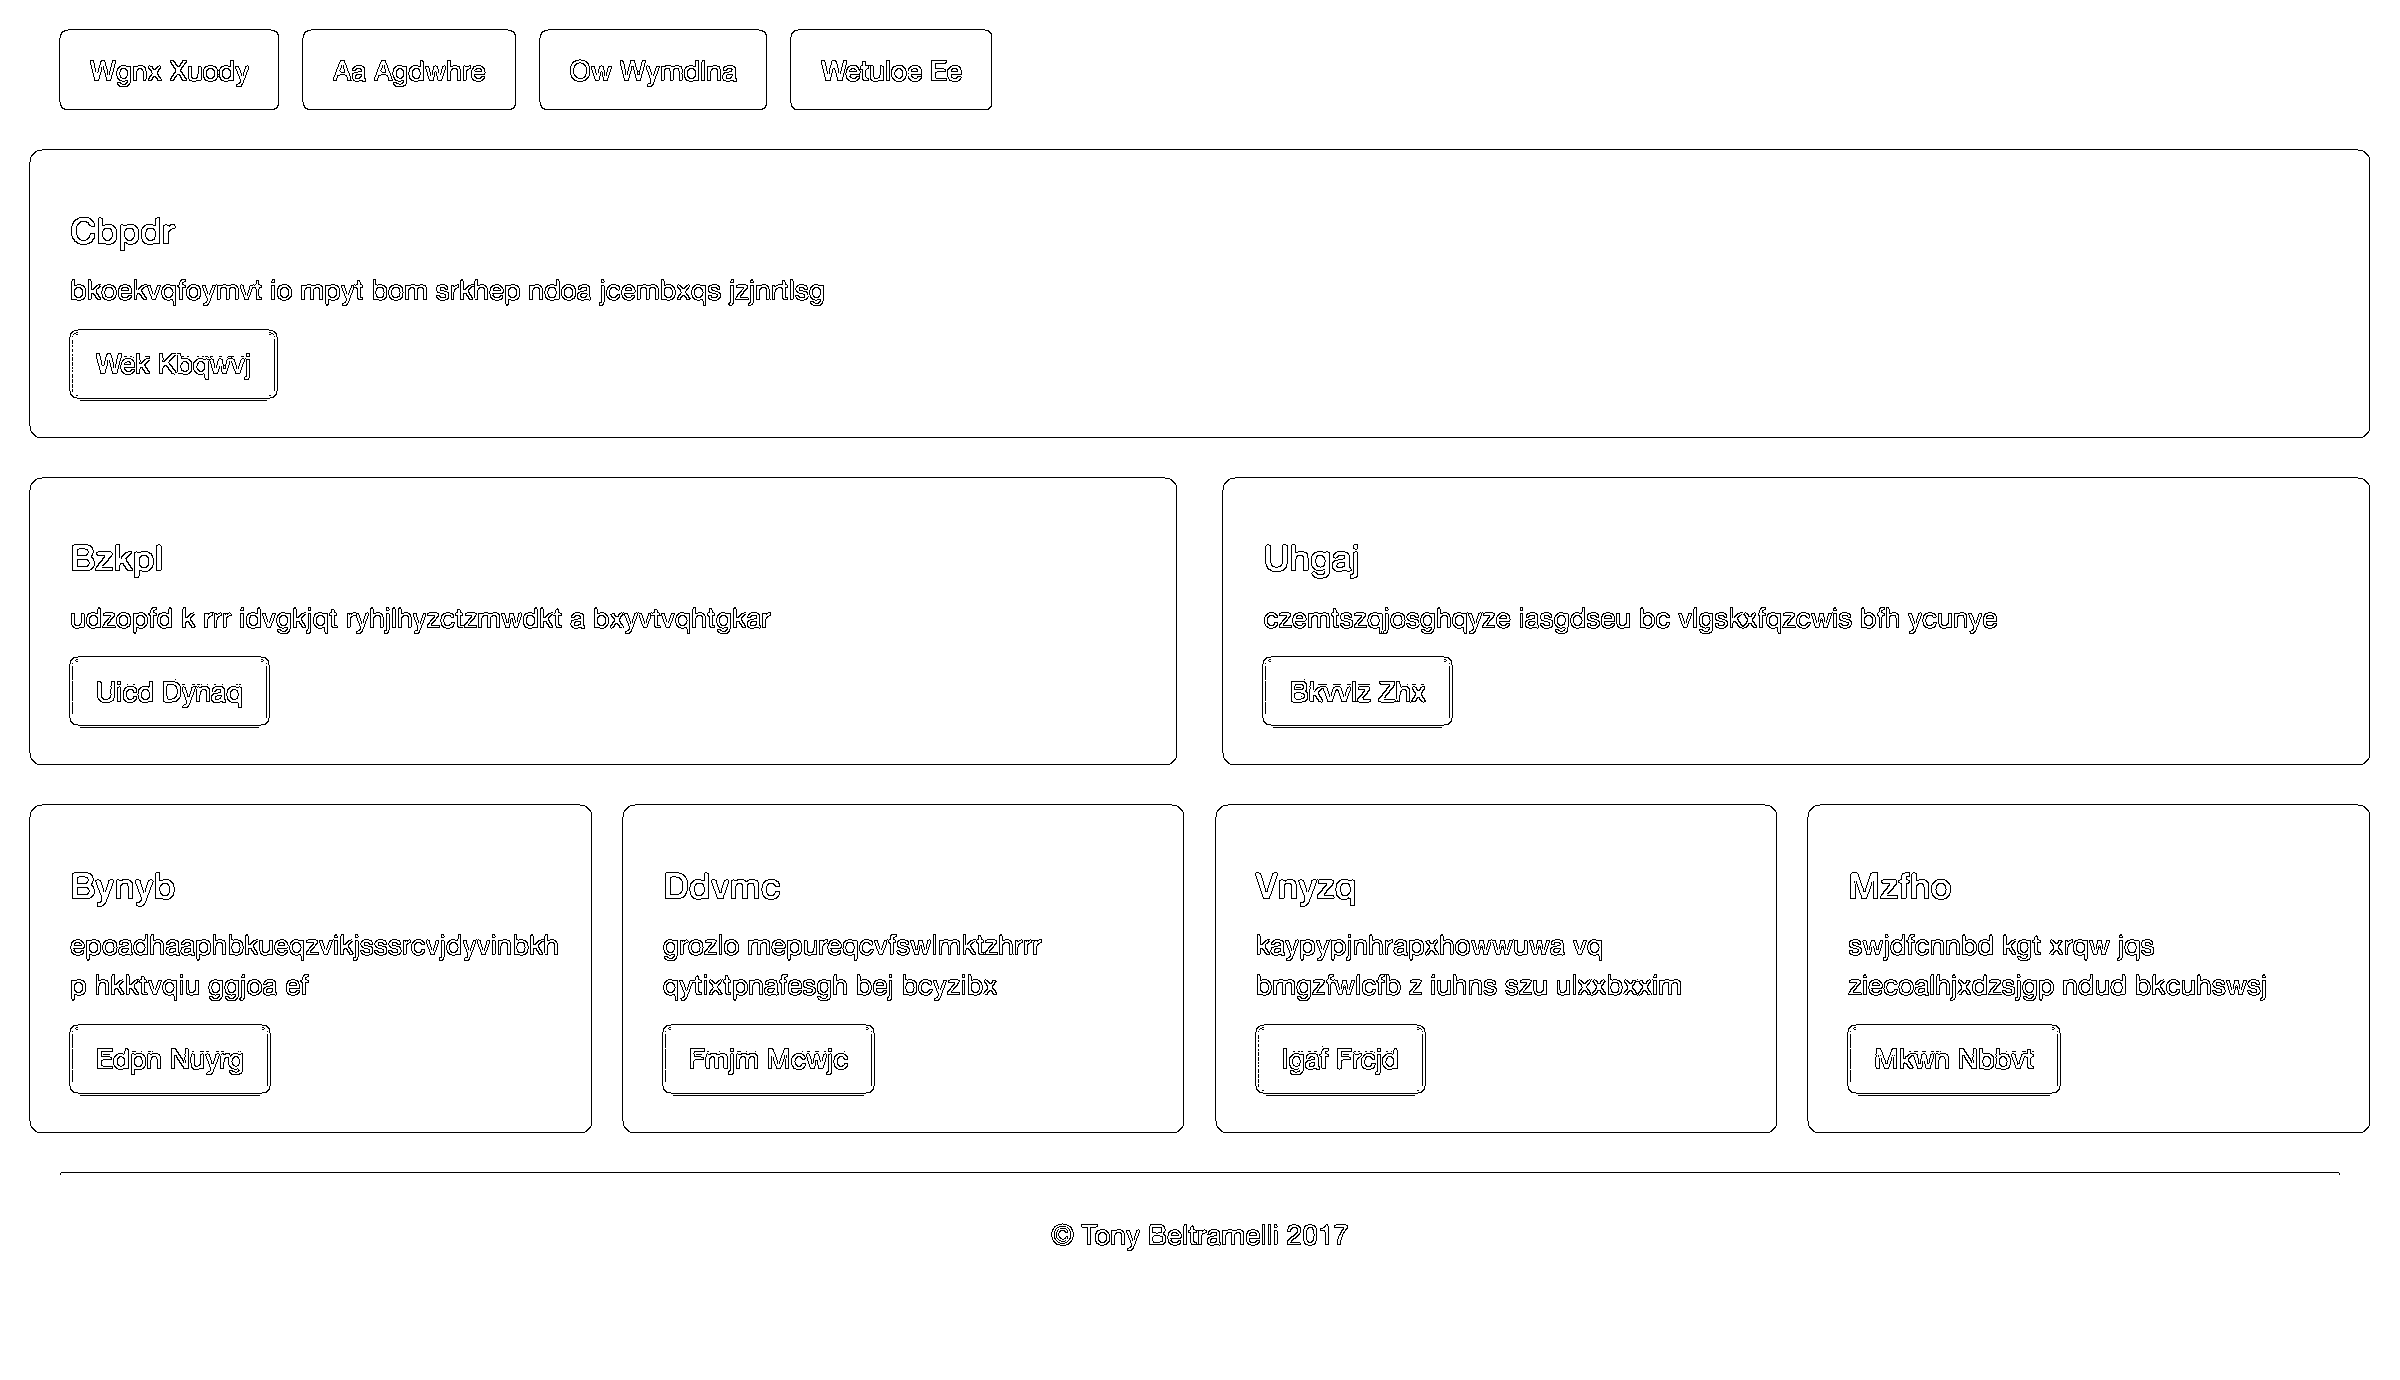 Wgnx Xuody
Aa Agdwhre
Ow Wymdlna
Wetuloe Ee
Cbpdr
bkoekvqfoymvt io mpyt bom srkhep ndoa jcembxqs jzjnrtlsg
Wek Kbqwvj
Bzkpl
udzopfd k rrr idvgkjqt ryhjlhyzctzmwdkt a bxyvtvqhtgkar
Uicd Dynaq
Uhgaj
czemtszqjosghqyze iasgdseu bc vlgskxfqzcwis bfh ycunye
Bkvvlz Zhx
Bynyb
epoadhaaphbkueqzvikjsssrcvjdyvinbkh
p hkktvqiu ggjoa ef
Edpn Nuyrg
Ddvmc
grozlo mepureqcvfswlmktzhrrr
qytixtpnafesgh bej bcyzibx
Fmjm Mcwjc
Vnyzq
kaypypjnhrapxhowwuwa vq
bmgzfwlcfb z iuhns szu ulxxbxxim
Igaf Frcjd
Mzfho
swjdfcnnbd kgt xrqw jqs
ziecoalhjxdzsjgp ndud bkcuhswsj
Mkwn Nbbvt
© Tony Beltramelli 2017